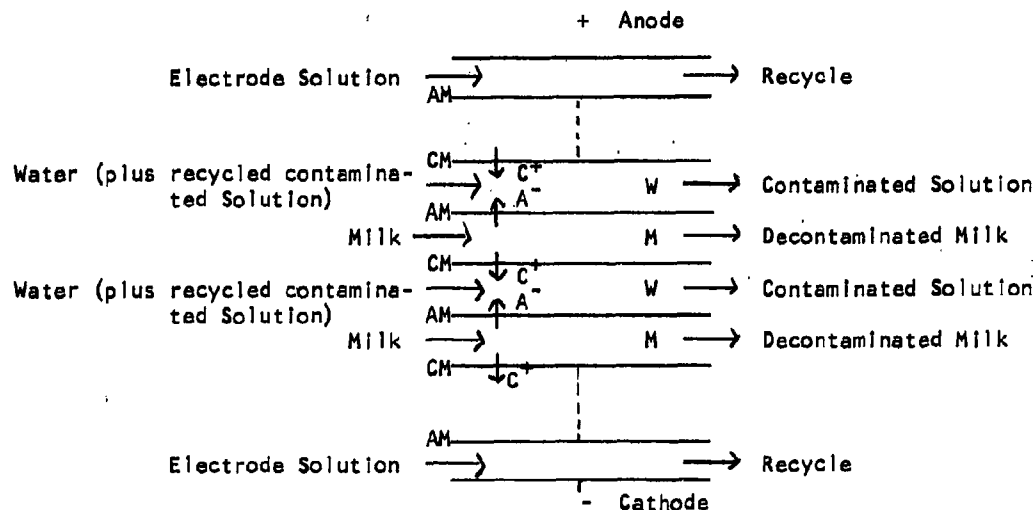 + Anode
Electrode Solution Recycle
AM
CM
Water (plus recycled contamina- C+
ted Solution) A- W Contaminated Solution
AM
Milk M Decontaminated Milk
CM
C+
Water (plus recycled contamina- W Contaminated Solution
ted Solution) A-
AM
Milk M Decontaminated Milk
CM C+
AM
Electrode Solution Recycle
- Cathode